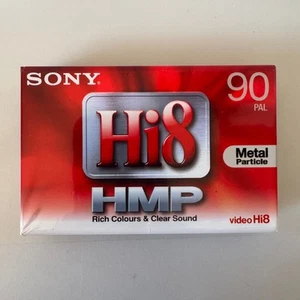 SONY
90
PAL
Hi8
Metal
Particle
HMP
Rich Colours & Clear Sound
video Hi8